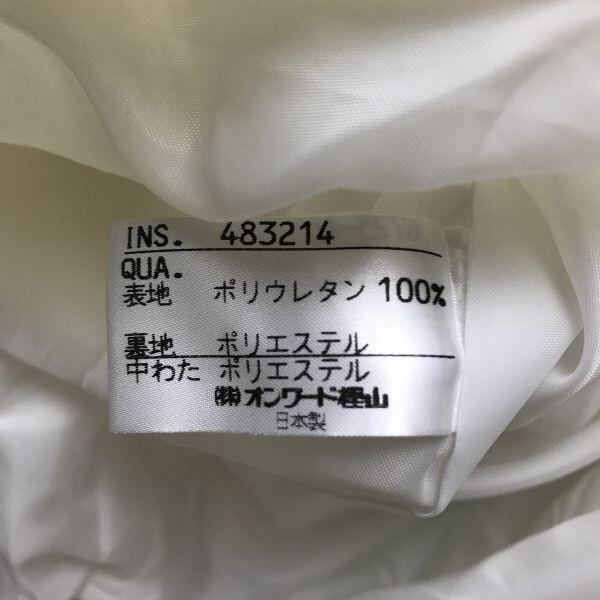 INS. 483214
QUA.
表地 ポリウレタン 100%
裏地 ポリエステル
中わた ポリエステル
㈱オンワード樫山
日本製